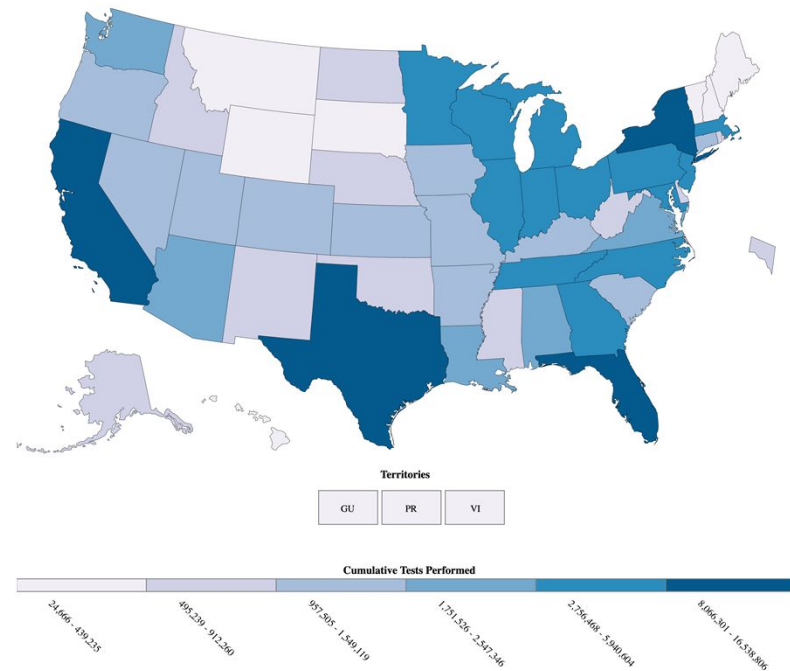 Territories
GU
PR
VI
Cumulative Tests Performed
24,666 - 439,235
495,239 - 912,260
957,505 - 1,549,119
1,751,526 - 2,547,346
2,756,468 - 5,940,604
8,066,301 - 16,538,806